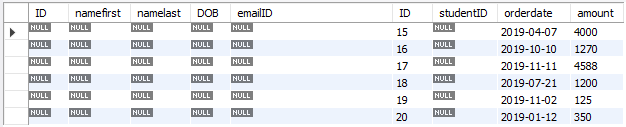 ID namefirst namelast DOB emailID ID studentID orderdate amount
NULL NULL NULL NULL NULL 15 NULL 2019-04-07 4000
NULL NULL NULL NULL NULL 16 NULL 2019-10-10 1270
NULL NULL NULL NULL NULL 17 NULL 2019-11-11 4588
NULL NULL NULL NULL NULL 18 NULL 2019-07-21 1200
NULL NULL NULL NULL NULL 19 NULL 2019-11-02 125
NULL NULL NULL NULL NULL 20 NULL 2019-01-12 350